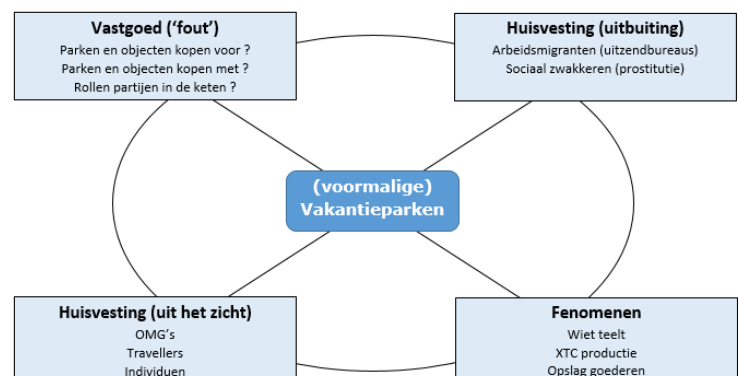 Vastgoed (‘fout’)
Parken en objecten kopen voor ?
Parken en objecten kopen met ?
Rollen partijen in de keten ?
Huisvesting (uitbuiting)
Arbeidsmigranten (uitzendbureaus)
Sociaal zwakkeren (prostitutie)
(voormalige)
Vakantieparken
Huisvesting (uit het zicht)
OMG’s
Travellers
Individuen
Fenomenen
Wiet teelt
XTC productie
Opslag goederen